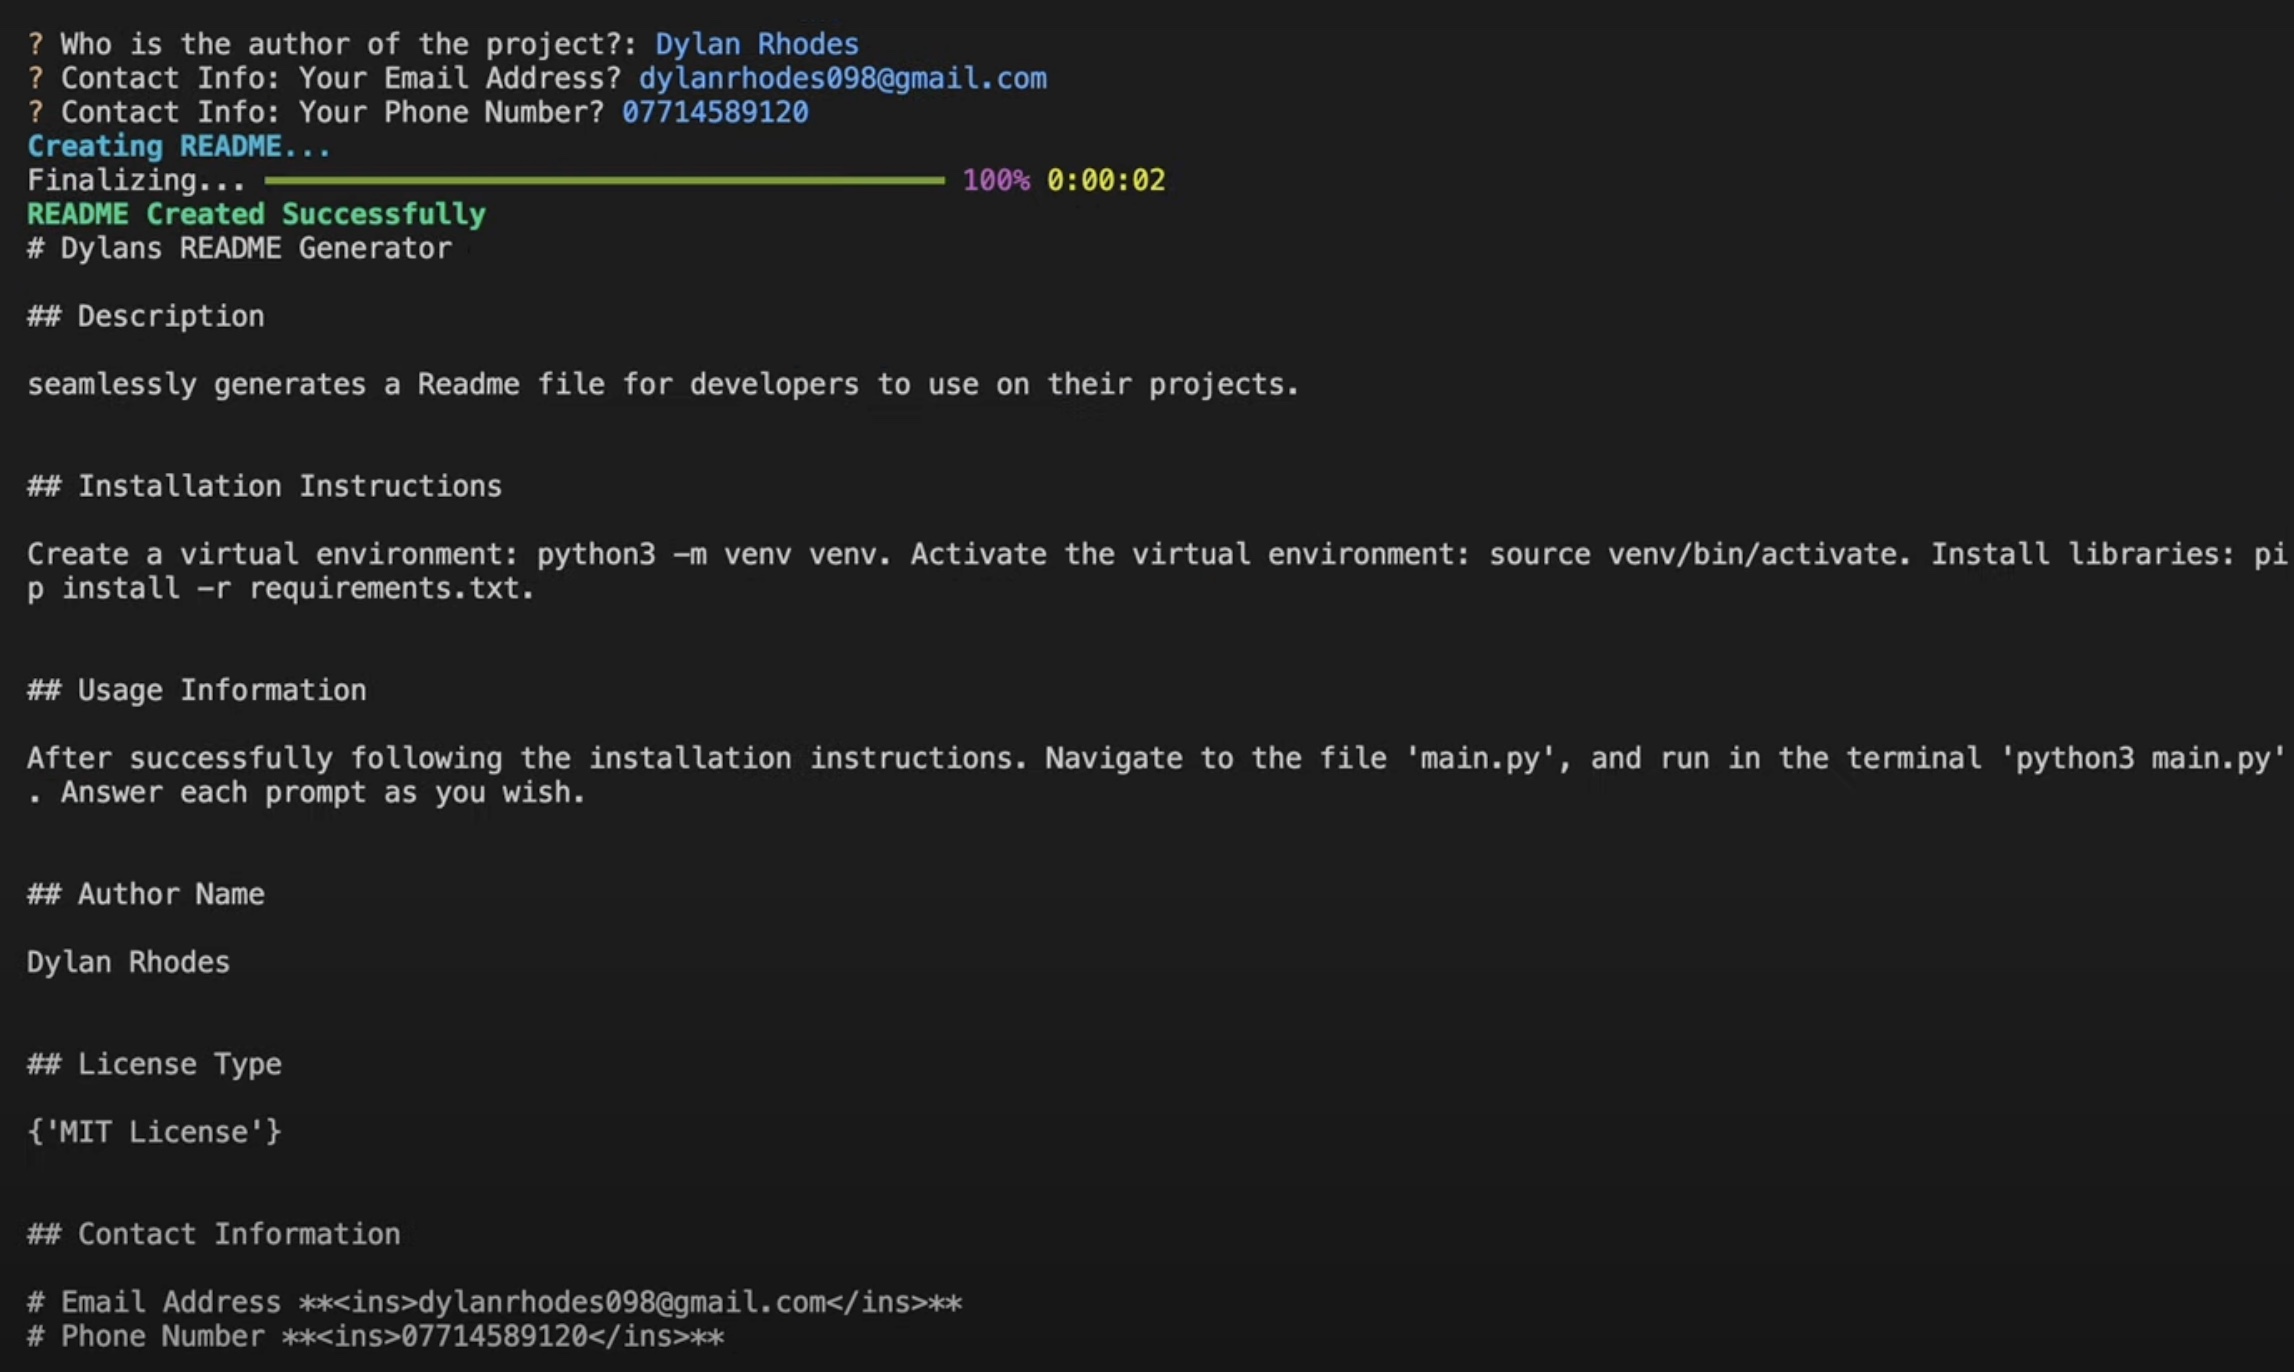 ? Who is the author of the project?: Dylan Rhodes
? Contact Info: Your Email Address? dylanrhodes098@gmail.com
? Contact Info: Your Phone Number? 07714589120
Creating README...
Finalizing... 100% 0:00:02
README Created Successfully
# Dylans README Generator
## Description
seamlessly generates a Readme file for developers to use on their projects.
## Installation Instructions
Create a virtual environment: python3 -m venv venv. Activate the virtual environment: source venv/bin/activate. Install libraries: pi
p install -r requirements.txt.
## Usage Information
After successfully following the installation instructions. Navigate to the file 'main.py', and run in the terminal 'python3 main.py'
. Answer each prompt as you wish.
## Author Name
Dylan Rhodes
## License Type
{'MIT License'}
## Contact Information
# Email Address **<ins>dylanrhodes098@gmail.com</ins>**
# Phone Number **<ins>07714589120</ins>**